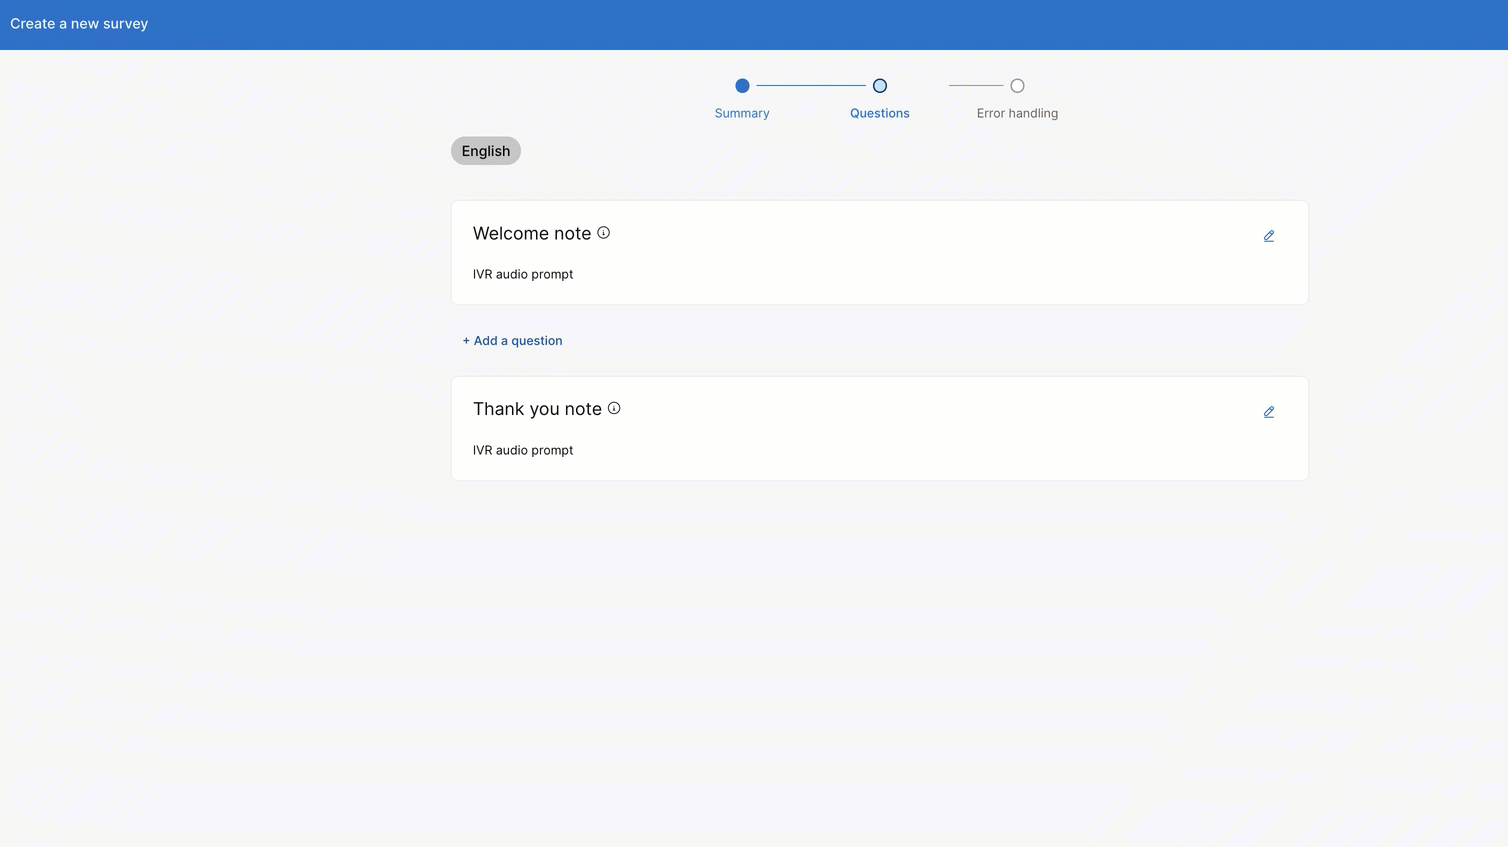 Create a new survey
Summary
Questions
Error handling
English
Welcome note
IVR audio prompt
+ Add a question
Thank you note
IVR audio prompt